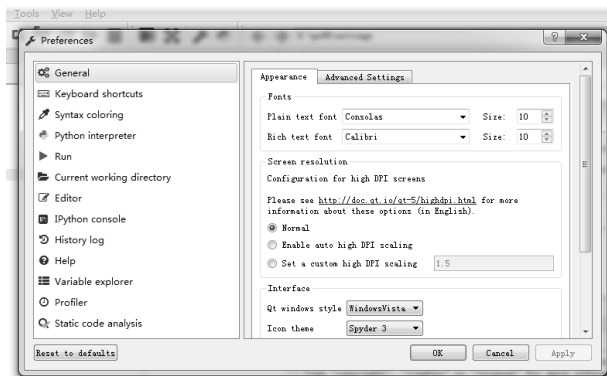 Tools View Help
Preferences
General
Keyboard shortcuts
Syntax coloring
Python interpreter
Run
Current working directory
Editor
IPython console
History log
Help
Variable explorer
Profiler
Static code analysis
Appearance Advanced Settings
Fonts
Plain text font Consolas Size: 10
Rich text font Calibri Size: 10
Screen resolution
Configuration for high DPI screens
Please see http://doc.qt.io/qt-5/highdpi.html for more
information about these options (in English).
Normal
Enable auto high DPI scaling
Set a custom high DPI scaling 1.5
Interface
Qt windows style WindowsVista
Icon theme Spyder 3
Reset to defaults OK Cancel Apply